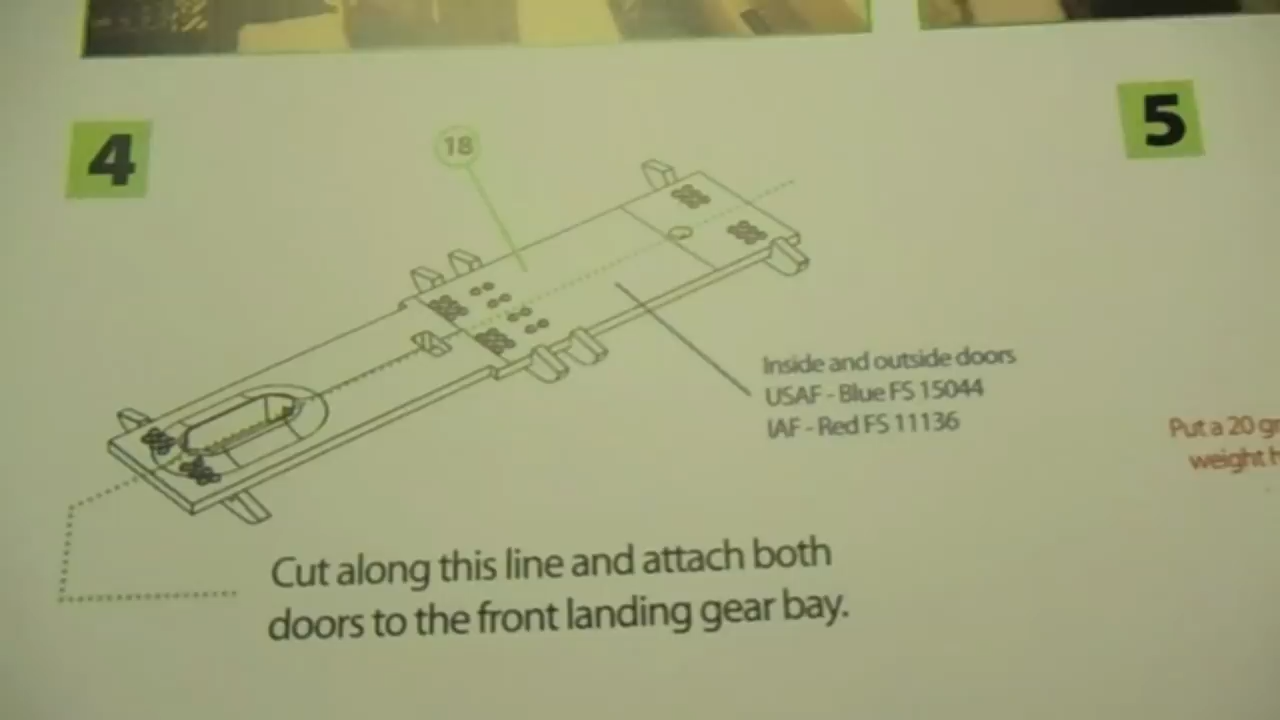 4
18
5
Inside and outside doors
USAF - Blue FS 15044
IAF - Red FS 11136
Put a 20
weight
Cut along this line and attach both
doors to the front landing gear bay.